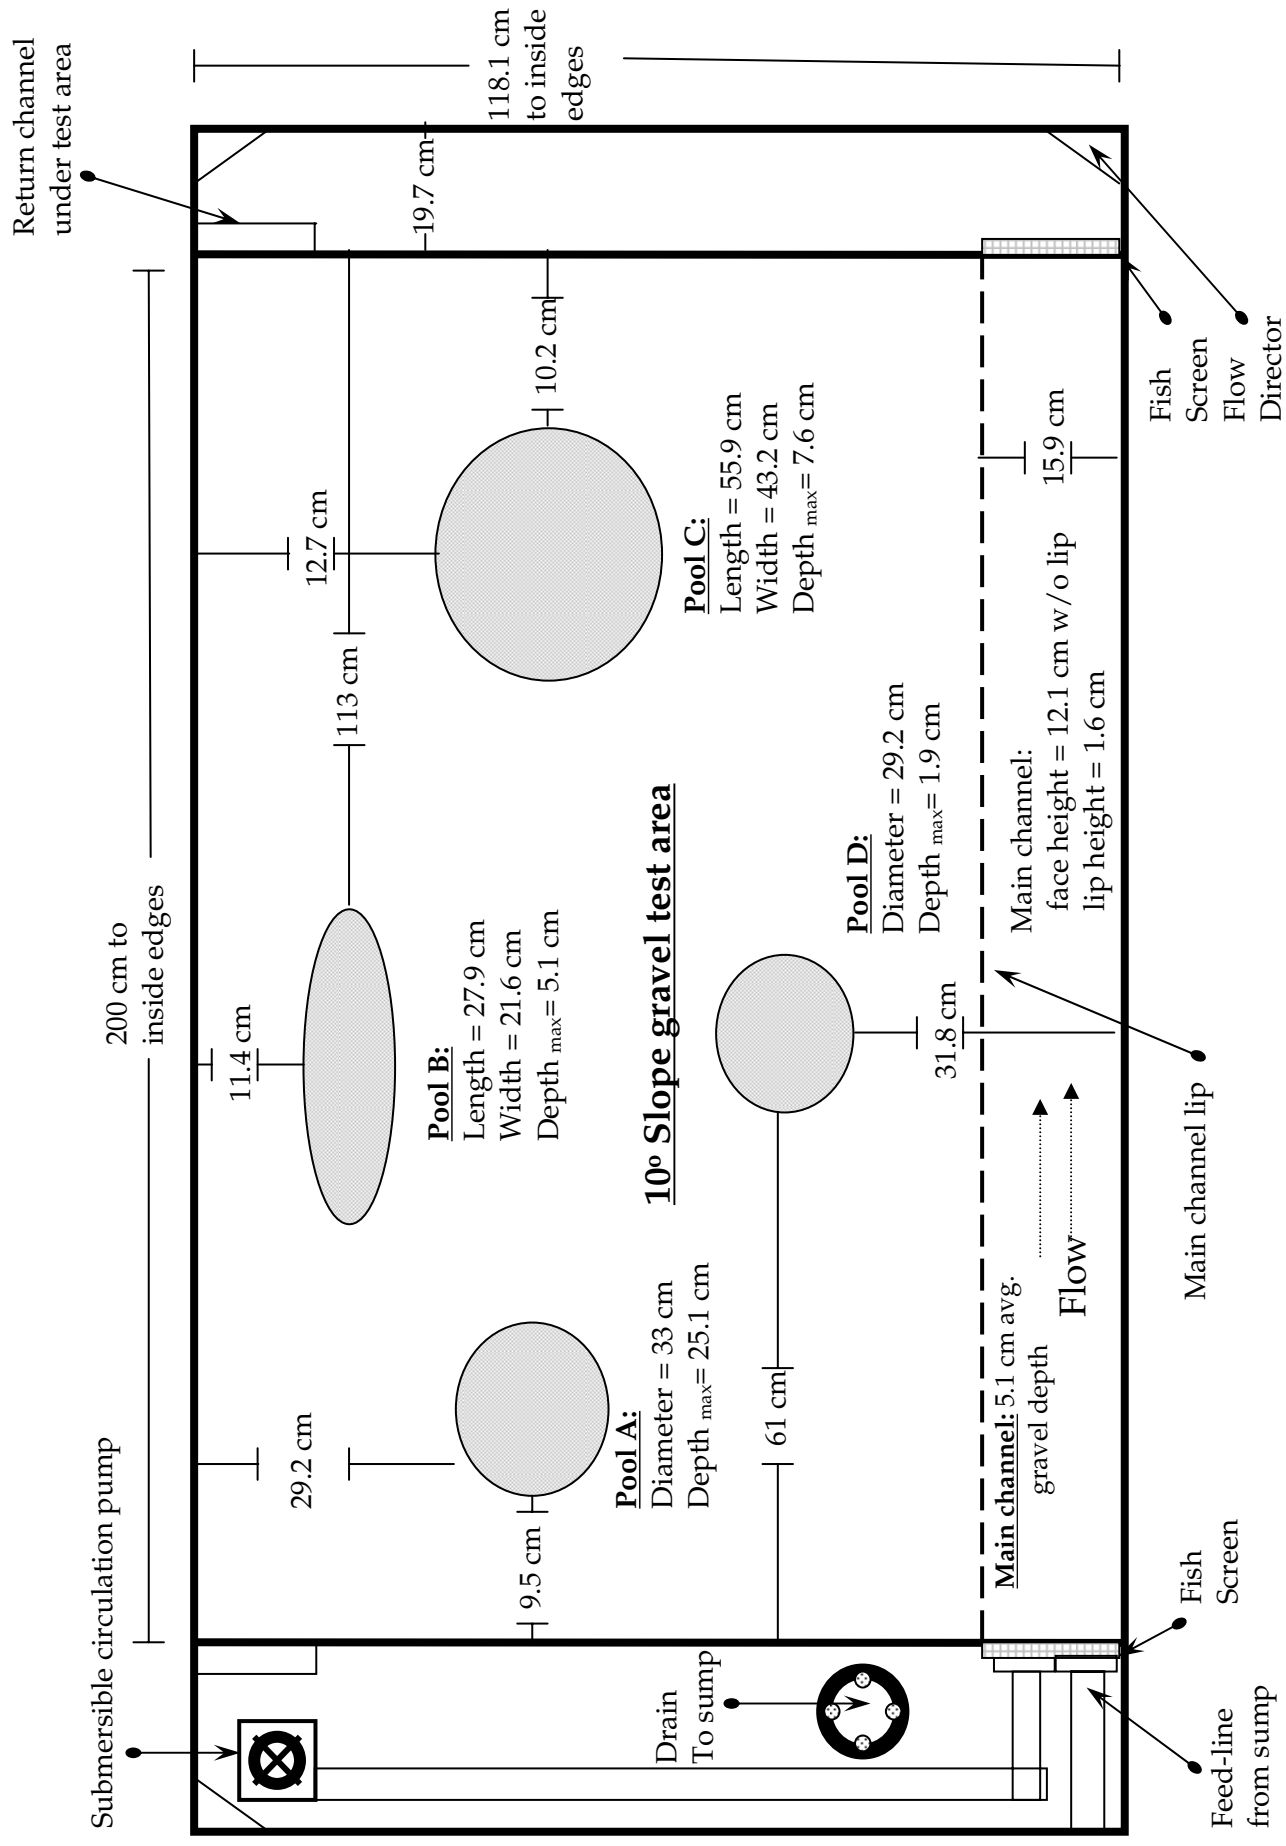 Submersible circulation pump
200 cm to
inside edges
Return channel
under test area
118.1 cm
to inside
edges
19.7 cm
29.2 cm
11.4 cm
12.7 cm
113 cm
10.2 cm
9.5 cm
Pool A:
Diameter = 33 cm
Depth max= 25.1 cm
Pool B:
Length = 27.9 cm
Width = 21.6 cm
Depth max= 5.1 cm
Pool C:
Length = 55.9 cm
Width = 43.2 cm
Depth max= 7.6 cm
10º Slope gravel test area
61 cm
Pool D:
Diameter = 29.2 cm
Depth max= 1.9 cm
31.8 cm
Drain
To sump
Main channel: 5.1 cm avg.
gravel depth
Flow
Main channel:
face height = 12.1 cm w/o lip
lip height = 1.6 cm
15.9 cm
Feed-line
from sump
Fish
Screen
Main channel lip
Fish
Screen
Flow
Director